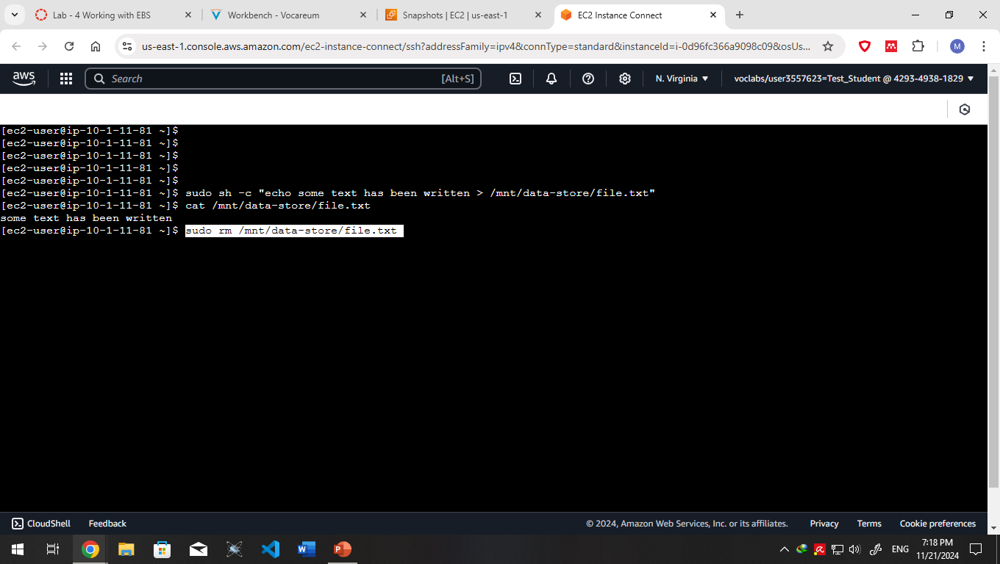 Lab - 4 Working with EBS
Workbench - Vocareum
Snapshots | EC2 | us-east-1
EC2 Instance Connect
us-east-1.console.aws.amazon.com/ec2-instance-connect/ssh?addressFamily=ipv4&connType=standard&instanceId=i-0d96fc366a9098c09&osUs...
M
aws
Search
[Alt+S]
N. Virginia
voclabs/user3557623=Test_Student @ 4293-4938-1829
[ec2-user@ip-10-1-11-81 ~]$
[ec2-user@ip-10-1-11-81 ~]$
[ec2-user@ip-10-1-11-81 ~]$
[ec2-user@ip-10-1-11-81 ~]$
[ec2-user@ip-10-1-11-81 ~]$
[ec2-user@ip-10-1-11-81 ~]$ sudo sh -c "echo some text has been written > /mnt/data-store/file.txt"
[ec2-user@ip-10-1-11-81 ~]$ cat /mnt/data-store/file.txt
some text has been written
[ec2-user@ip-10-1-11-81 ~]$ sudo rm /mnt/data-store/file.txt
CloudShell
Feedback
© 2024, Amazon Web Services, Inc. or its affiliates.
Privacy
Terms
Cookie preferences
ENG
7:18 PM
11/21/2024